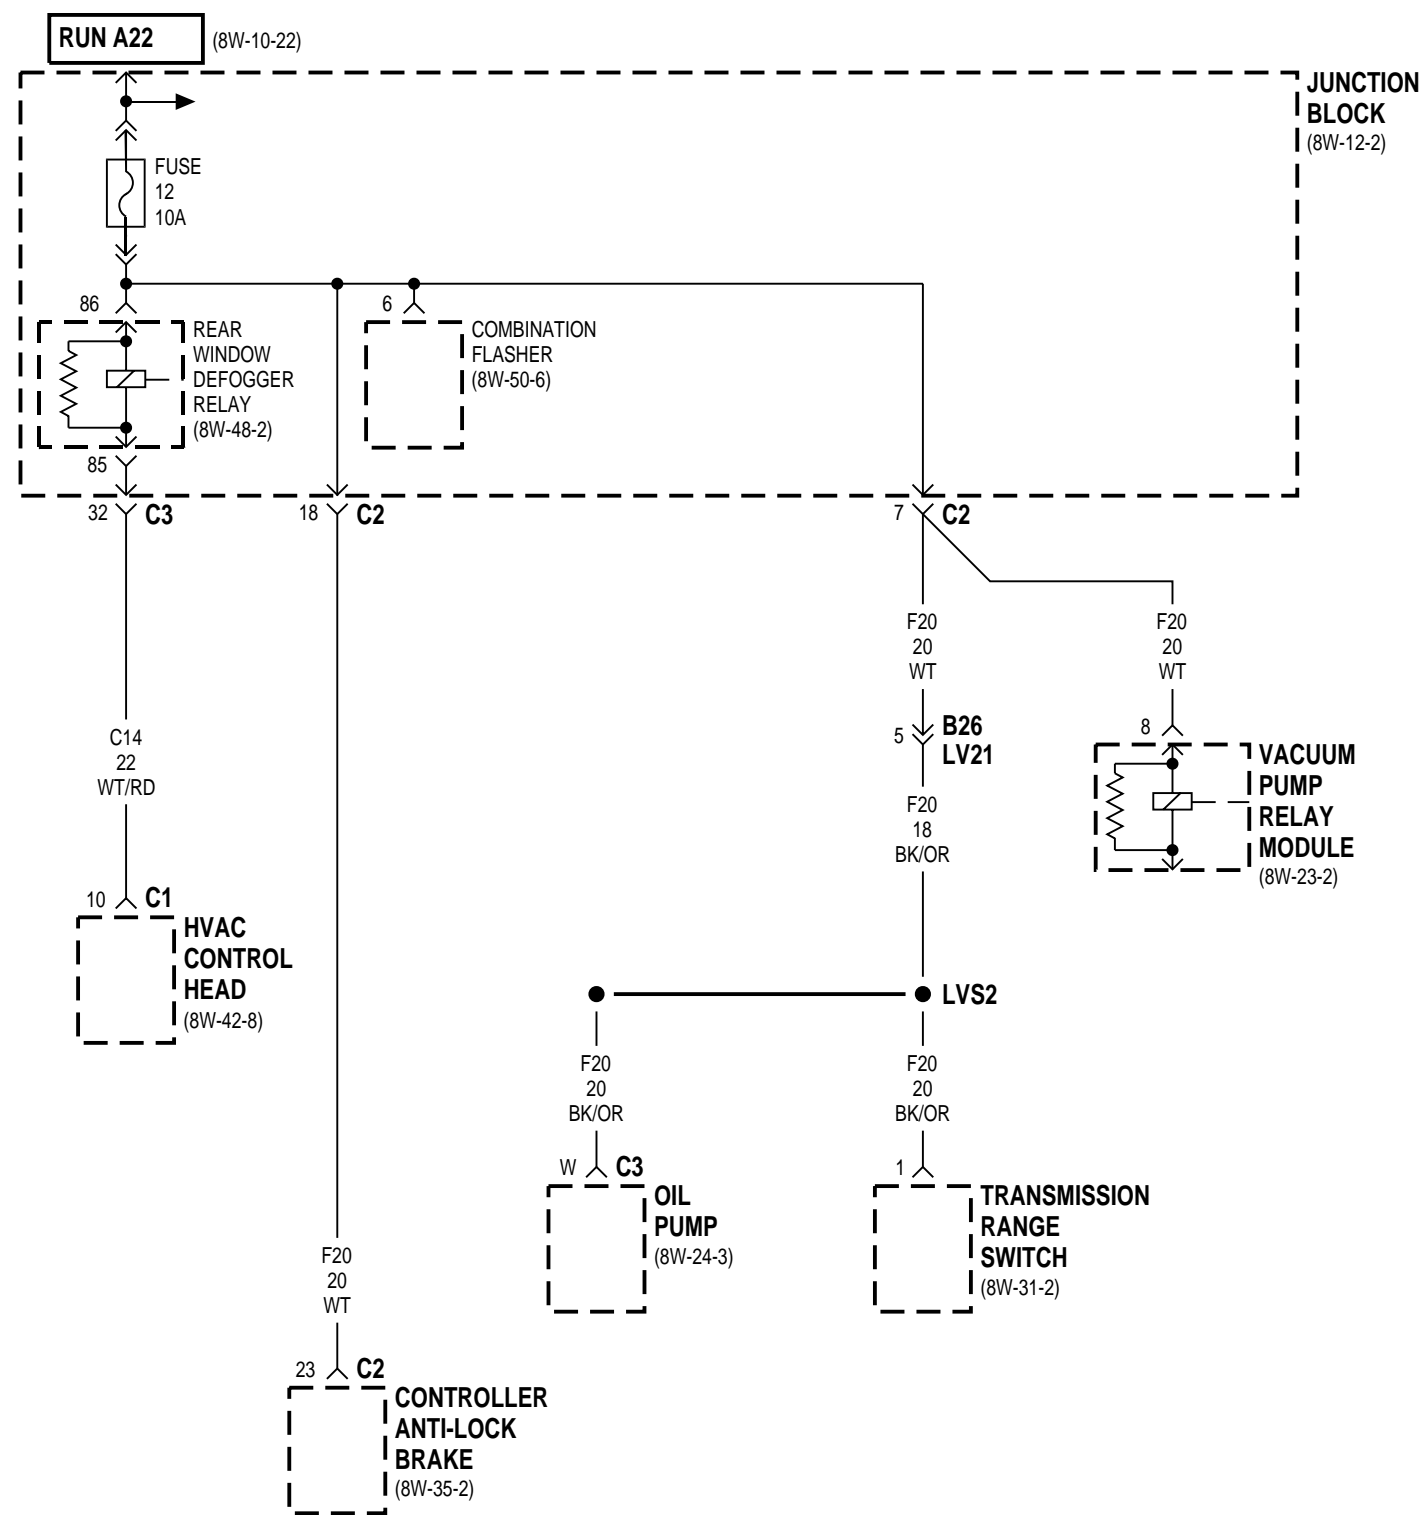 RUN A22
(8W-10-22)
JUNCTION
BLOCK
(8W-12-2)
FUSE
12
10A
86
REAR
WINDOW
DEFOGGER
RELAY
(8W-48-2)
85
6
COMBINATION
FLASHER
(8W-50-6)
32
C3
18
C2
7
C2
F20
20
WT
F20
20
WT
C14
22
WT/RD
5
B26
LV21
8
VACUUM
PUMP
RELAY
MODULE
(8W-23-2)
F20
18
BK/OR
10
C1
HVAC
CONTROL
HEAD
(8W-42-8)
LVS2
F20
20
BK/OR
F20
20
BK/OR
W
C3
OIL
PUMP
(8W-24-3)
1
TRANSMISSION
RANGE
SWITCH
(8W-31-2)
F20
20
WT
23
C2
CONTROLLER
ANTI-LOCK
BRAKE
(8W-35-2)